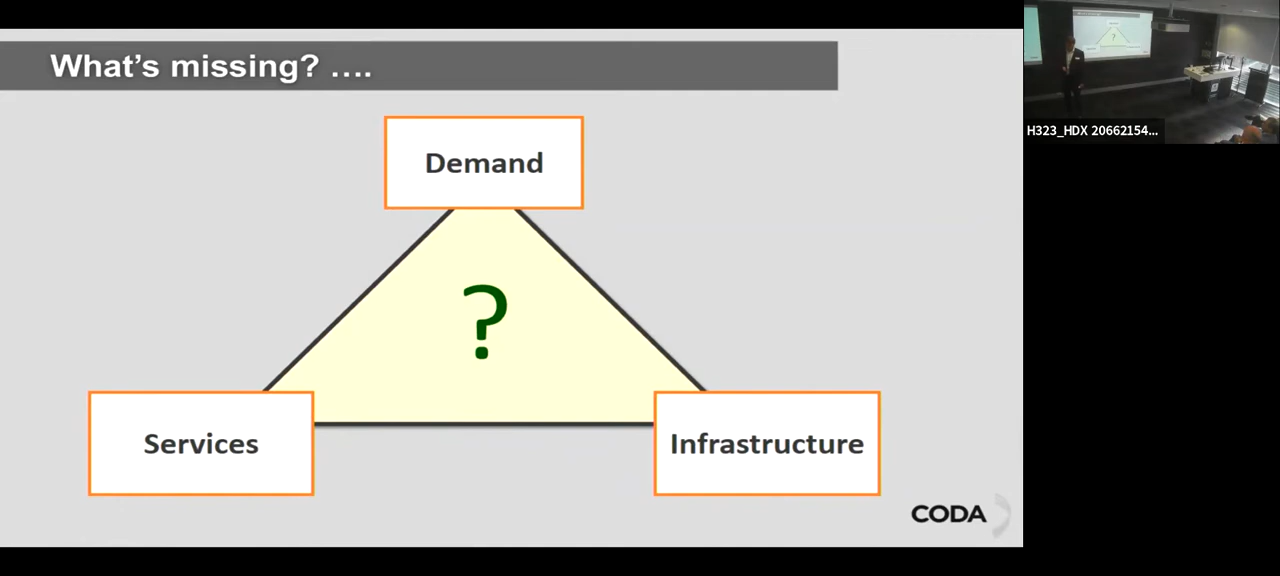 What's missing? ....
Demand
?
Services
Infrastructure
CODA
H323_HDX 20662154...